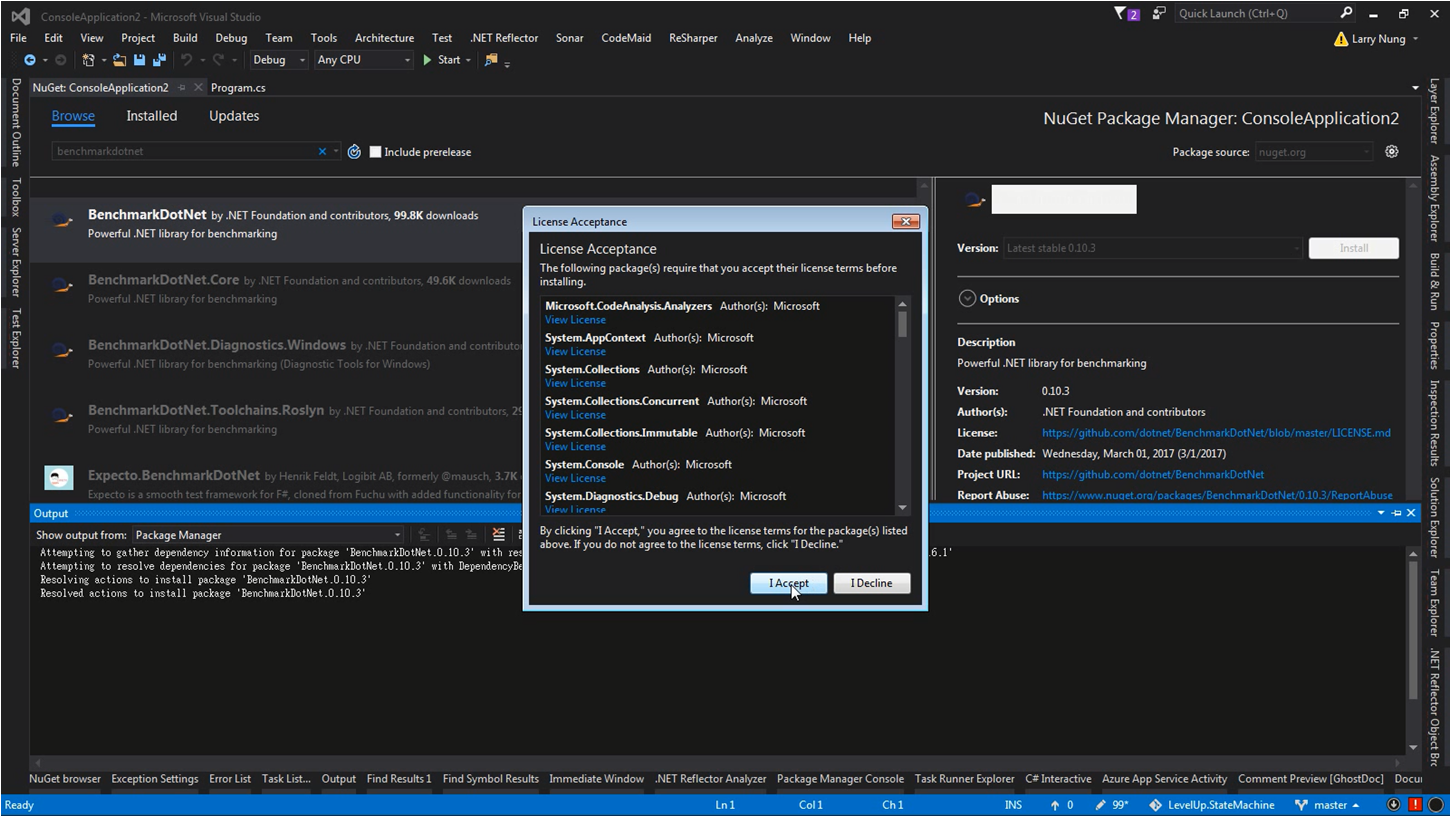 ConsoleApplication2 - Microsoft Visual Studio
2
Quick Launch (Ctrl+Q)
File Edit View Project Build Debug Team Tools Architecture Test .NET Reflector Sonar CodeMaid ReSharper Analyze Window Help
Larry Nung
Debug Any CPU Start
NuGet: ConsoleApplication2 Program.cs
Browse Installed Updates
NuGet Package Manager: ConsoleApplication2
benchmarkdotnet
Include prerelease
Package source: nuget.org
BenchmarkDotNet by .NET Foundation and contributors, 99.8K downloads
Powerful .NET library for benchmarking
BenchmarkDotNet.Core by .NET Foundation and contributors, 49.6K downloads
Powerful .NET library for benchmarking
BenchmarkDotNet.Diagnostics.Windows by .NET Foundation and contributo
Powerful .NET library for benchmarking (Diagnostic Tools for Windows)
BenchmarkDotNet.Toolchains.Roslyn by .NET Foundation and contributors,
Powerful .NET library for benchmarking
Expecto.BenchmarkDotNet by Henrik Feldt, Logibit AB, formerly @mausch, 3.7K
Expecto is a smooth test framework for F#, cloned from Fuchu with added functionality for
License Acceptance
License Acceptance
The following package(s) require that you accept their license terms before
installing.
Microsoft.CodeAnalysis.Analyzers Author(s): Microsoft
View License
System.AppContext Author(s): Microsoft
View License
System.Collections Author(s): Microsoft
View License
System.Collections.Concurrent Author(s): Microsoft
View License
System.Collections.Immutable Author(s): Microsoft
View License
System.Console Author(s): Microsoft
View License
System.Diagnostics.Debug Author(s): Microsoft
View License
By clicking "I Accept," you agree to the license terms for the package(s) listed
above. If you do not agree to the license terms, click "I Decline."
I Accept I Decline
Version: Latest stable 0.10.3 Install
Options
Description
Powerful .NET library for benchmarking
Version: 0.10.3
Author(s): .NET Foundation and contributors
License: https://github.com/dotnet/BenchmarkDotNet/blob/master/LICENSE.md
Date published: Wednesday, March 01, 2017 (3/1/2017)
Project URL: https://github.com/dotnet/BenchmarkDotNet
Report Abuse: https://www.nuget.org/packages/BenchmarkDotNet/0.10.3/ReportAbuse
Output
Show output from: Package Manager
Attempting to gather dependency information for package 'BenchmarkDotNet.0.10.3' with res .6.1'
Attempting to resolve dependencies for package 'BenchmarkDotNet.0.10.3' with DependencyBe
Resolving actions to install package 'BenchmarkDotNet.0.10.3'
Resolved actions to install package 'BenchmarkDotNet.0.10.3'
Document Outline
Toolbox
Server Explorer
Test Explorer
Layer Explorer
Assembly Explorer
Build & Run
Properties
Inspection Results
Solution Explorer
Team Explorer
.NET Reflector Object Br
NuGet browser Exception Settings Error List Task List... Output Find Results 1 Find Symbol Results Immediate Window .NET Reflector Analyzer Package Manager Console Task Runner Explorer C# Interactive Azure App Service Activity Comment Preview [GhostDoc] Docu
Ready Ln 1 Col 1 Ch 1 INS 0 99* LevelUp.StateMachine master